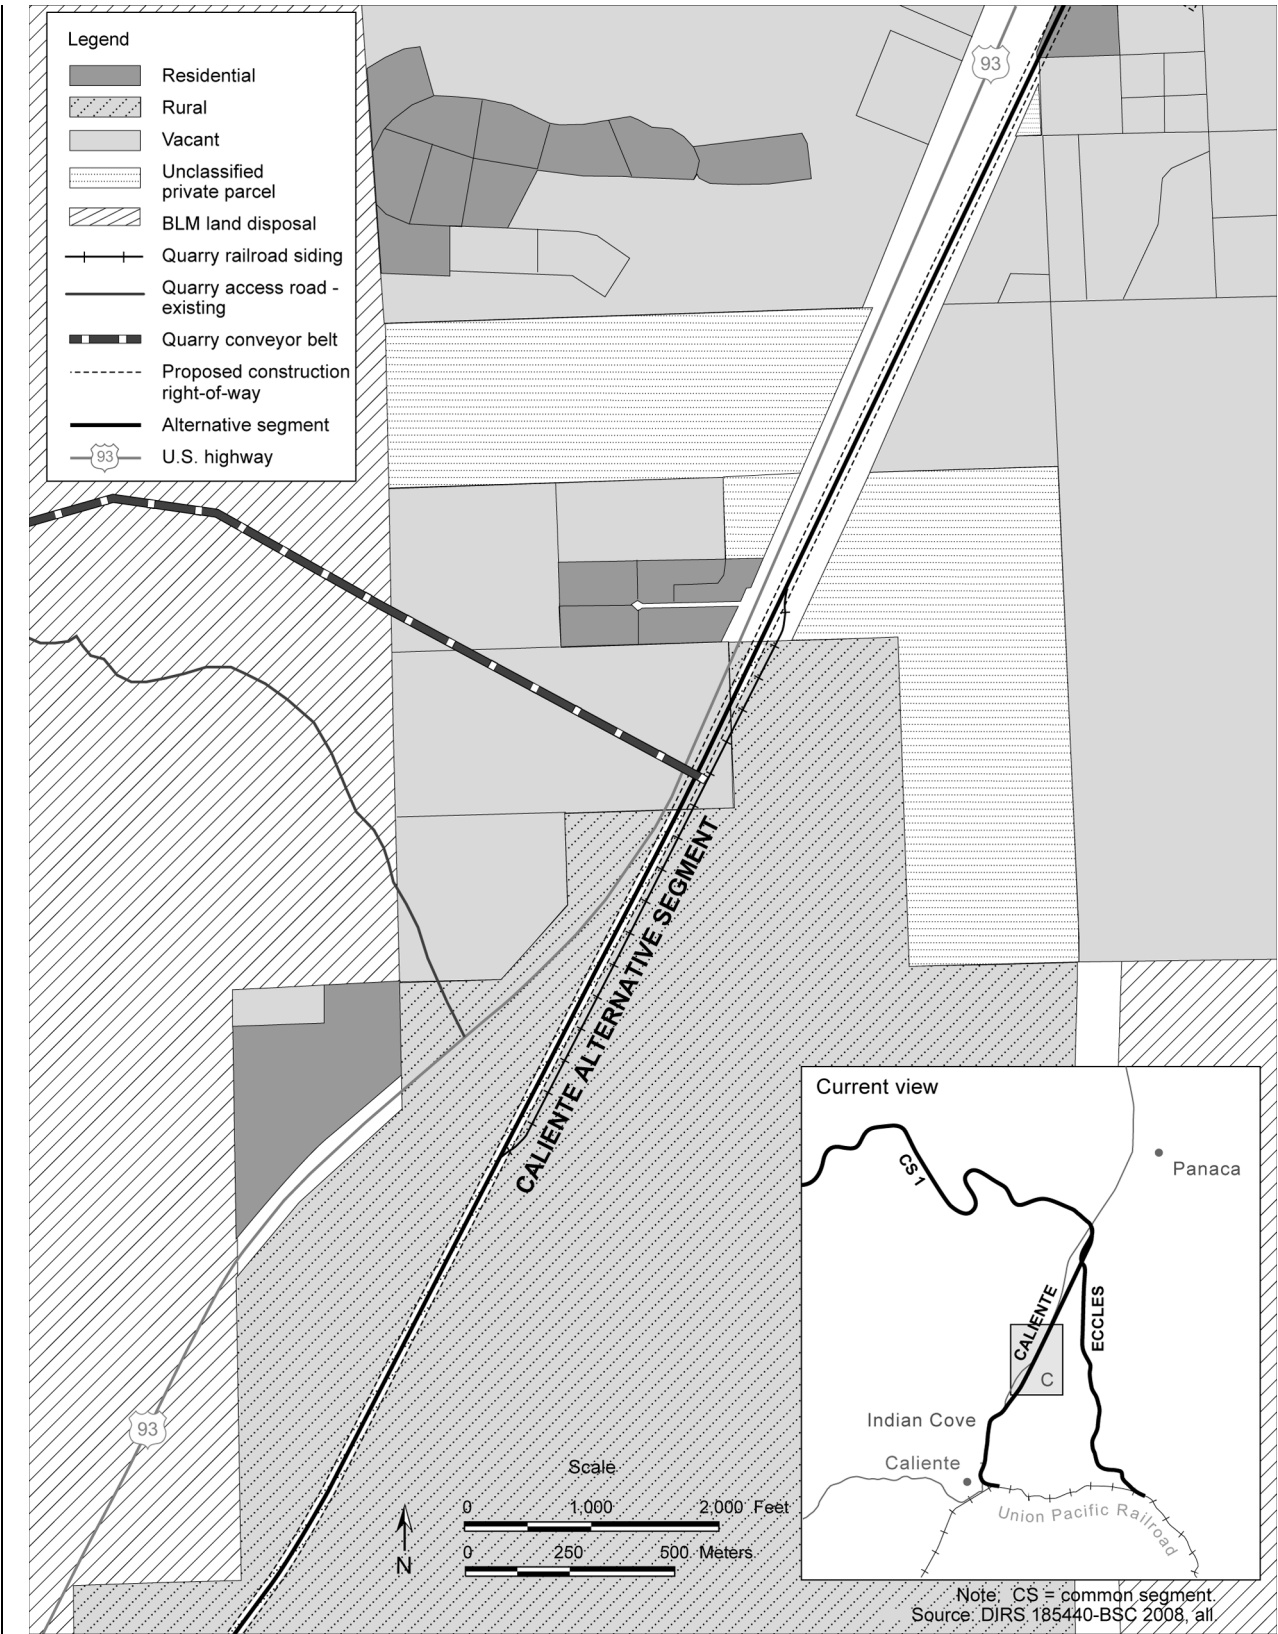 Legend
Residential
Rural
Vacant
Unclassified
private parcel
BLM land disposal
Quarry railroad siding
Quarry access road -
existing
Quarry conveyor belt
Proposed construction
right-of-way
Alternative segment
93
U.S. highway
93
CALIENTE ALTERNATIVE SEGMENT
93
Current view
CS 1
Panaca
CALIENTE
ECCLES
C
Indian Cove
Caliente
Union Pacific Railroad
Scale
0 1,000 2,000 Feet
0 250 500 Meters
N
Note: CS = common segment.
Source: DIRS 185440-BSC 2008, all